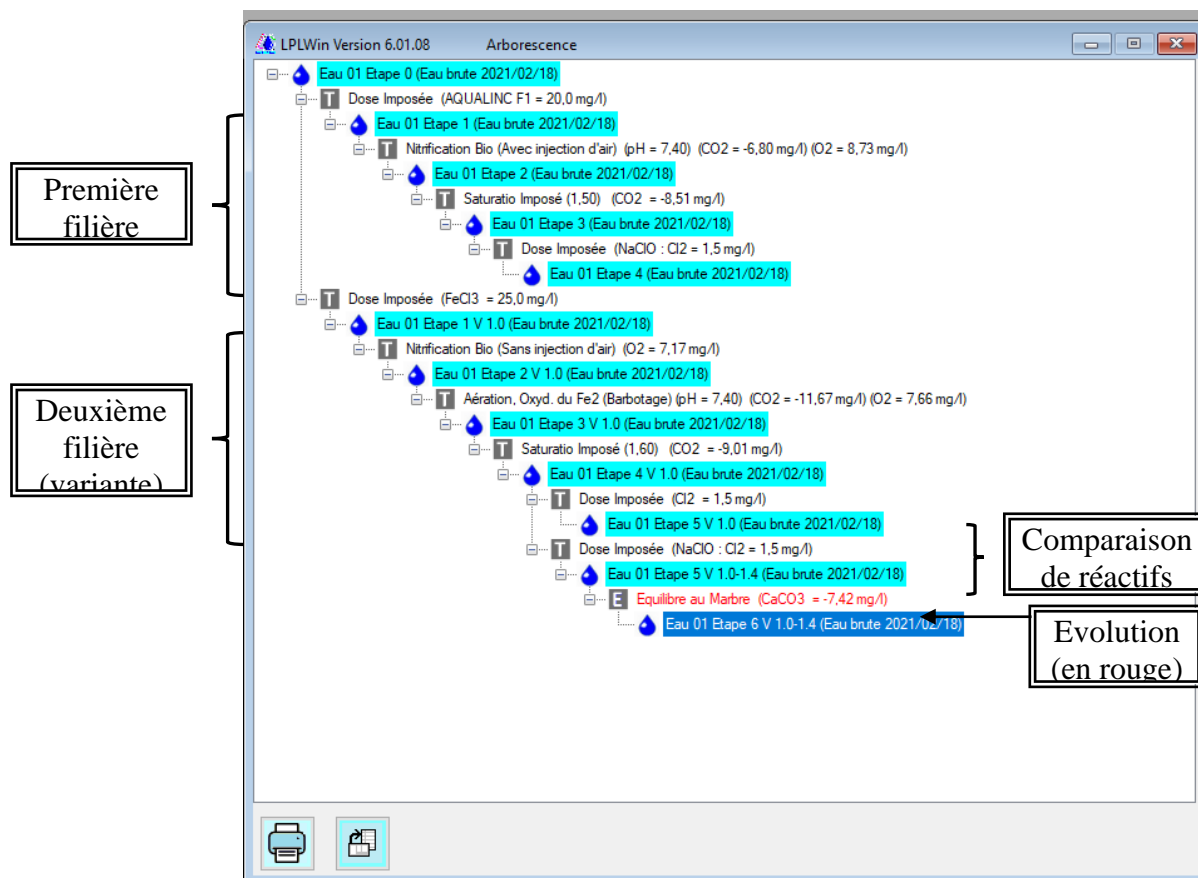 LPLWin Version 6.01.08 Arborescence
Eau 01 Etape 0 (Eau brute 2021/02/18)
T Dose Imposée (AQUALINC F1 = 20,0 mg/l)
Eau 01 Etape 1 (Eau brute 2021/02/18)
T Nitrification Bio (Avec injection d'air) (pH = 7,40) (CO2 = -6,80 mg/l) (O2 = 8,73 mg/l)
Eau 01 Etape 2 (Eau brute 2021/02/18)
T Saturatio Imposé (1,50) (CO2 = -8,51 mg/l)
Eau 01 Etape 3 (Eau brute 2021/02/18)
T Dose Imposée (NaClO : Cl2 = 1,5 mg/l)
Eau 01 Etape 4 (Eau brute 2021/02/18)
T Dose Imposée (FeCl3 = 25,0 mg/l)
Eau 01 Etape 1 V 1.0 (Eau brute 2021/02/18)
T Nitrification Bio (Sans injection d'air) (O2 = 7,17 mg/l)
Eau 01 Etape 2 V 1.0 (Eau brute 2021/02/18)
T Aération, Oxyd. du Fe2 (Barbotage) (pH = 7,40) (CO2 = -11,67 mg/l) (O2 = 7,66 mg/l)
Eau 01 Etape 3 V 1.0 (Eau brute 2021/02/18)
T Saturatio Imposé (1,60) (CO2 = -9,01 mg/l)
Eau 01 Etape 4 V 1.0 (Eau brute 2021/02/18)
T Dose Imposée (Cl2 = 1,5 mg/l)
Eau 01 Etape 5 V 1.0 (Eau brute 2021/02/18)
T Dose Imposée (NaClO : Cl2 = 1,5 mg/l)
Eau 01 Etape 5 V 1.0-1.4 (Eau brute 2021/02/18)
E Equilibre au Marbre (CaCO3 = -7,42 mg/l)
Eau 01 Etape 6 V 1.0-1.4 (Eau brute 2021/02/18)
Première
filière
Deuxième
filière
(variante)
Comparaison
de réactifs
Evolution
(en rouge)